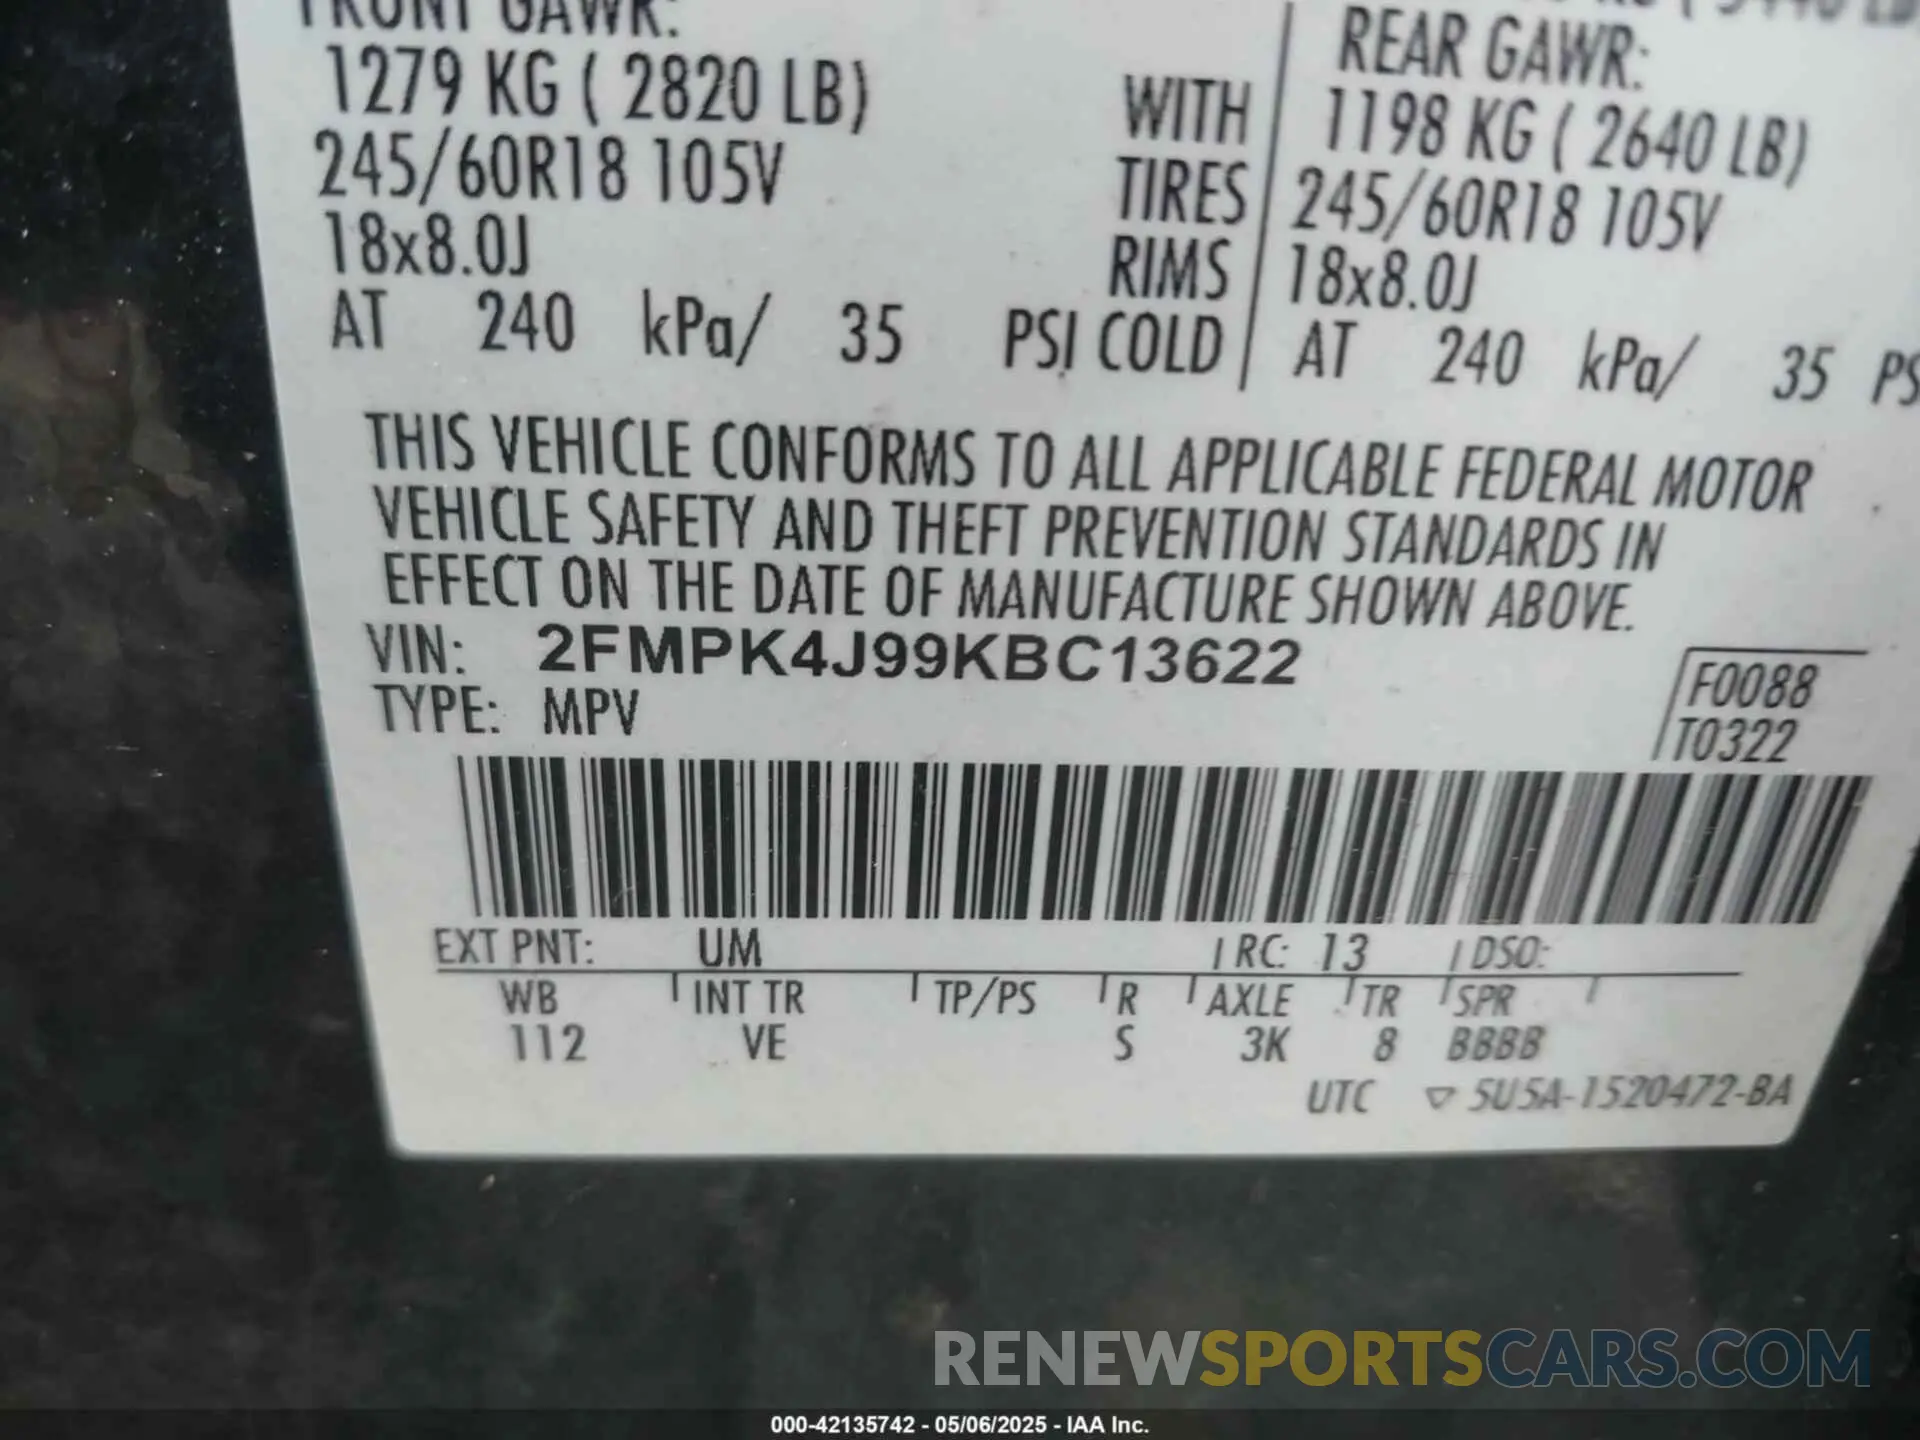 FRONT GAWR:
1279 KG ( 2820 LB)
245/60R18 105V
18x8.0J
AT 240 kPa/ 35 PSI COLD
WITH
TIRES
RIMS
REAR GAWR:
1198 KG ( 2640 LB)
245/60R18 105V
18x8.0J
AT 240 kPa/ 35 PS
THIS VEHICLE CONFORMS TO ALL APPLICABLE FEDERAL MOTOR
VEHICLE SAFETY AND THEFT PREVENTION STANDARDS IN
EFFECT ON THE DATE OF MANUFACTURE SHOWN ABOVE.
VIN: 2FMPK4J99KBC13622
TYPE: MPV
F0088
T0322
EXT PNT: UM RC: 13 DSO:
WB INT TR TP/PS R AXLE TR SPR
112 VE S 3K 8 BBBB
UTC ▽ 5U5A-1520472-BA
RENEWSPORTSCARS.COM
000-42135742 - 05/06/2025 - IAA Inc.